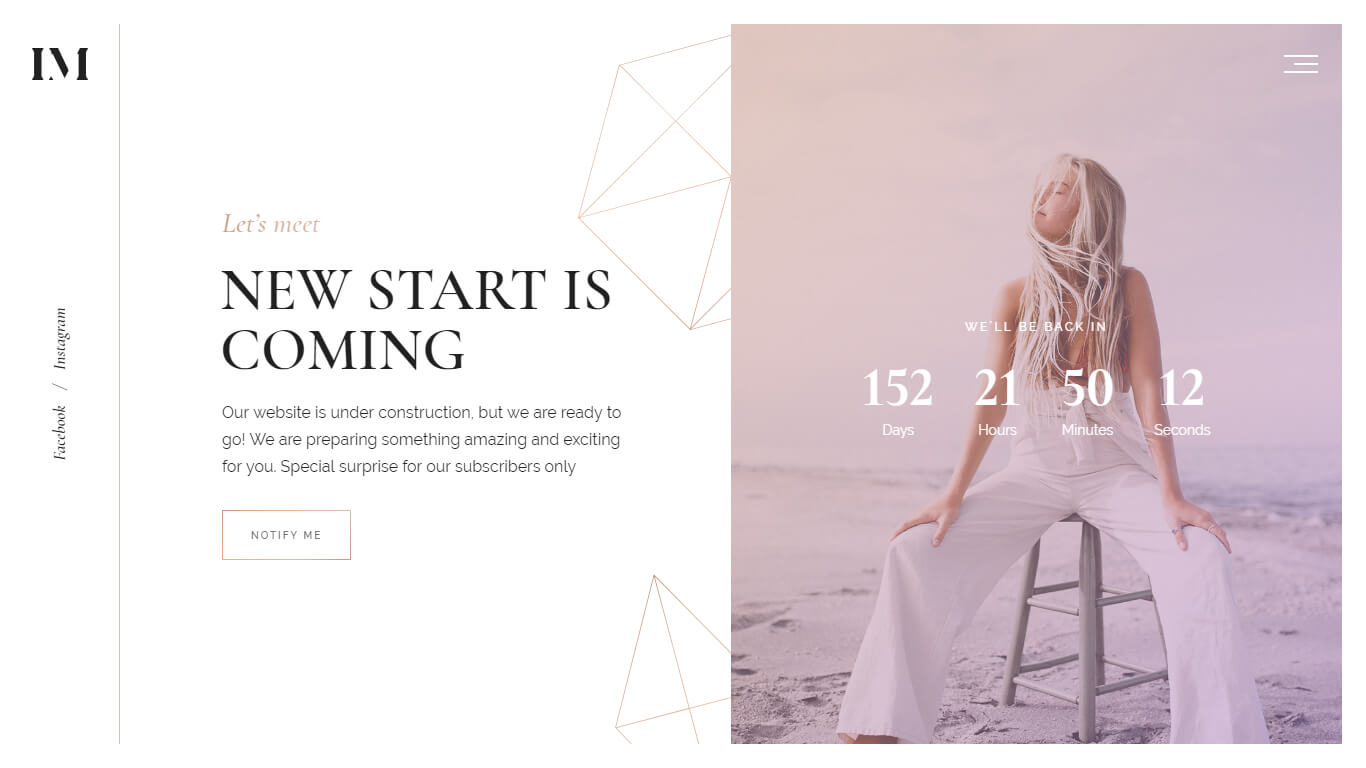 IM
Facebook / Instagram
Let's meet
NEW START IS
COMING
Our website is under construction, but we are ready to
go! We are preparing something amazing and exciting
for you. Special surprise for our subscribers only
NOTIFY ME
WE'LL BE BACK IN
152 21 50 12
Days Hours Minutes Seconds